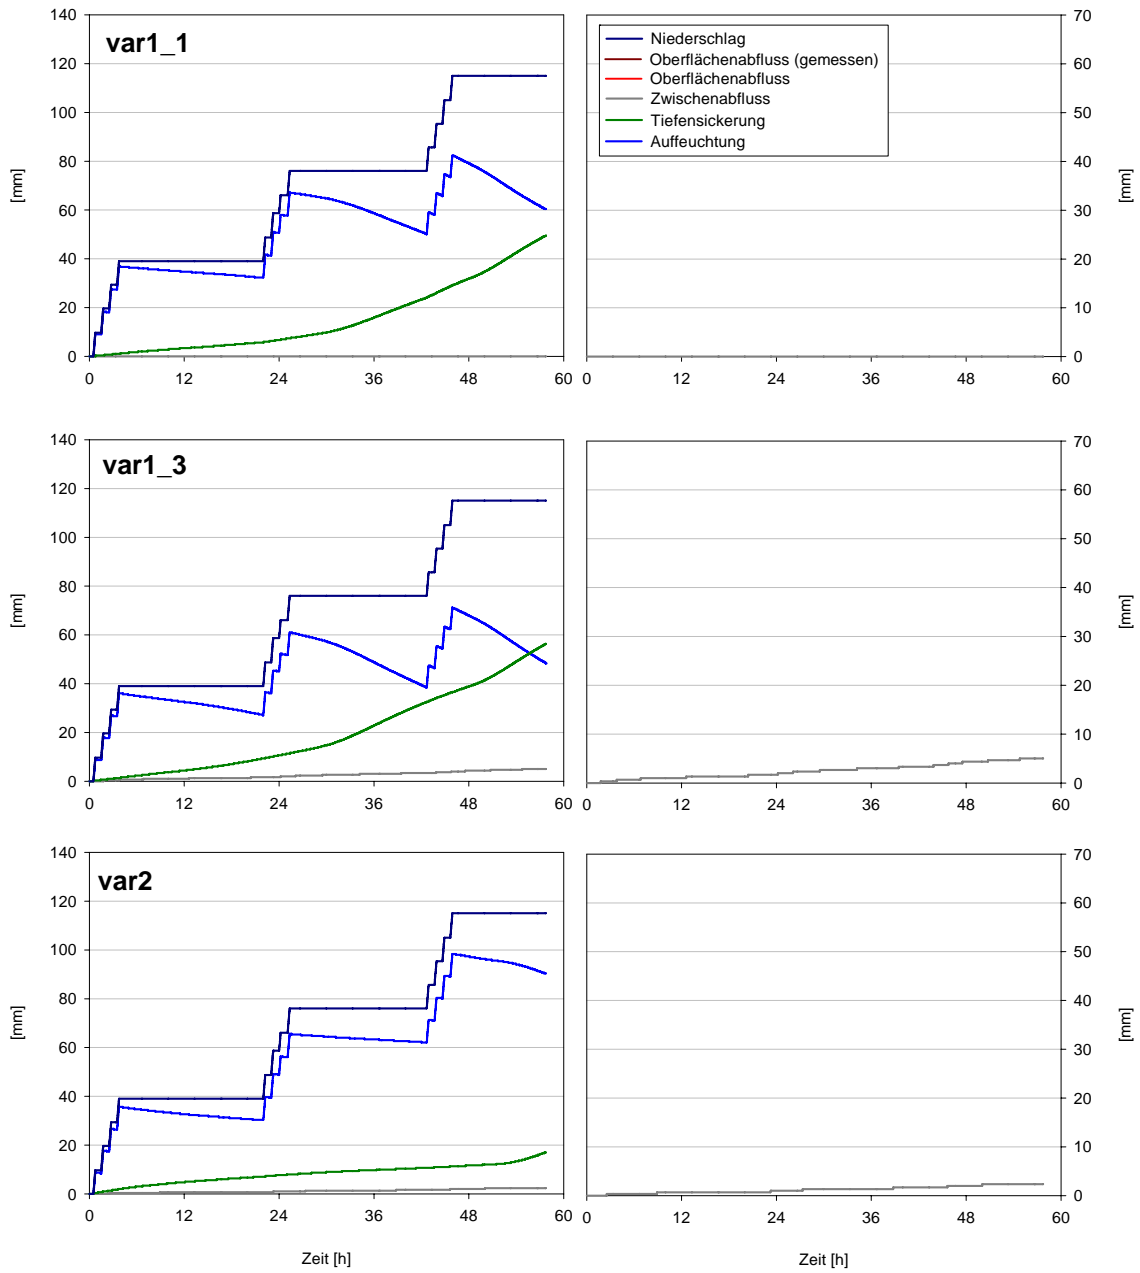 var1_1
140
120
100
80
60
40
20
0
[mm]
0 12 24 36 48 60
Niederschlag
Oberflächenabfluss (gemessen)
Oberflächenabfluss
Zwischenabfluss
Tiefensickerung
Auffeuchtung
70
60
50
40
30
20
10
0
[mm]
0 12 24 36 48 60
var1_3
140
120
100
80
60
40
20
0
[mm]
0 12 24 36 48 60
70
60
50
40
30
20
10
0
[mm]
0 12 24 36 48 60
var2
140
120
100
80
60
40
20
0
[mm]
0 12 24 36 48 60
Zeit [h]
70
60
50
40
30
20
10
0
[mm]
0 12 24 36 48 60
Zeit [h]